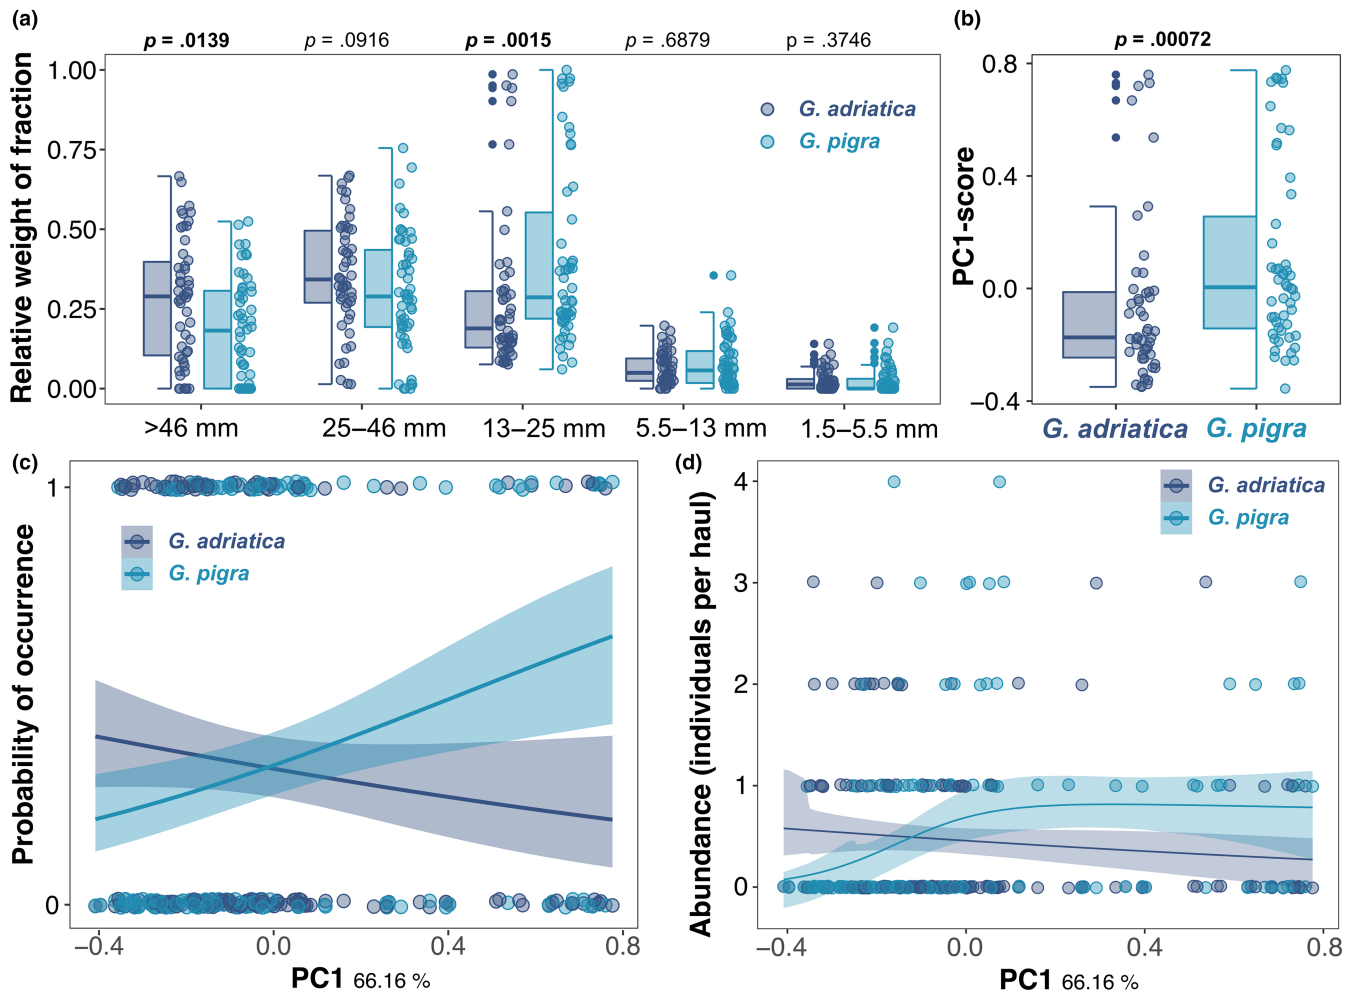 (a)
p = .0139
p = .0916
p = .0015
p = .6879
p = .3746
Relative weight of fraction
1.00
0.75
0.50
0.25
0.00
G. adriatica
G. pigra
>46 mm
25–46 mm
13–25 mm
5.5–13 mm
1.5–5.5 mm
(b)
p = .00072
PC1-score
0.8
0.4
0.0
−0.4
G. adriatica
G. pigra
(c)
Probability of occurrence
1
0
G. adriatica
G. pigra
−0.4
0.0
0.4
0.8
PC1 66.16 %
(d)
Abundance (individuals per haul)
4
3
2
1
0
G. adriatica
G. pigra
−0.4
0.0
0.4
0.8
PC1 66.16 %